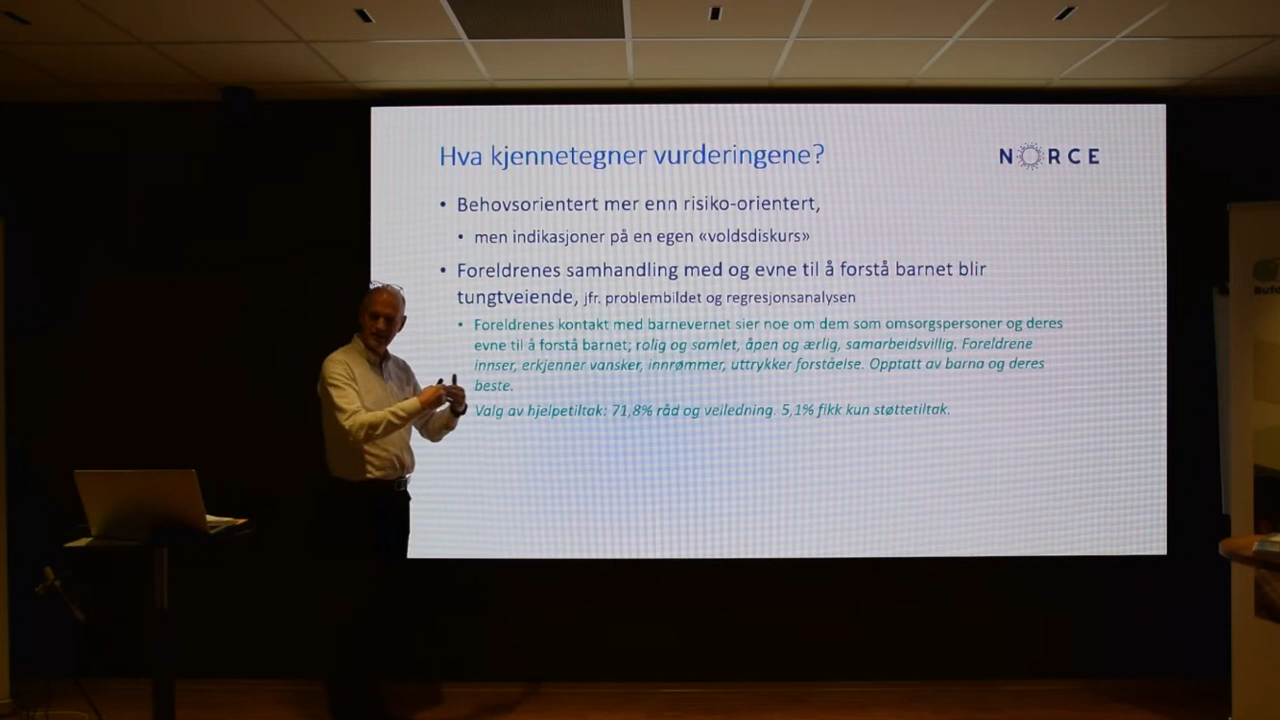 Hva kjennetegner vurderingene?
NORCE
• Behovsorientert mer enn risiko-orientert,
• men indikasjoner på en egen «voldsdiskurs»
• Foreldrenes samhandling med og evne til å forstå barnet blir
tungtveiende, jfr. problembildet og regresjonsanalysen
• Foreldrenes kontakt med barnevernet sier noe om dem som omsorgspersoner og deres
evne til å forstå barnet; rolig og samlet, åpen og ærlig, samarbeidsvillig. Foreldrene
innser, erkjenner vansker, innrømmer, uttrykker forståelse. Opptatt av barna og deres
beste.
Valg av hjelpetiltak: 71,8% råd og veiledning. 5,1% fikk kun støttetiltak.